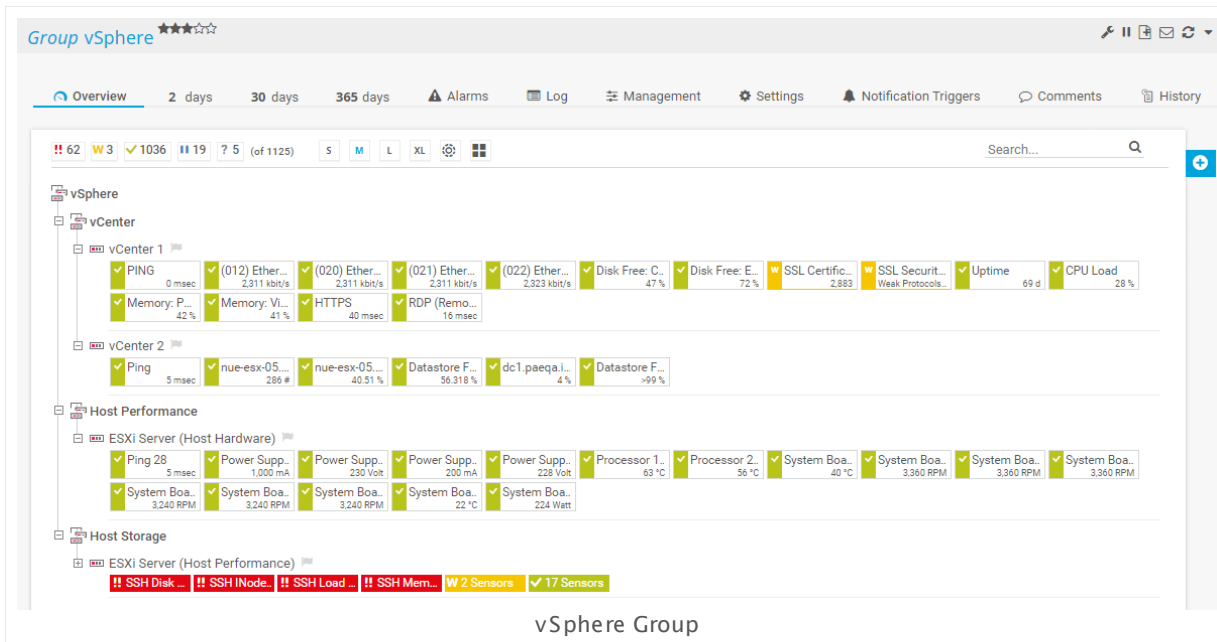 Group vSphere
Overview 2 days 30 days 365 days Alarms Log Management Settings Notification Triggers Comments History
!! 62 W 3 1036 19 ? 5 (of 1125) S M L XL Search...
vSphere
vCenter
vCenter 1
PING (012) Ether... (020) Ether... (021) Ether... (022) Ether... Disk Free: C.. Disk Free: E... W SSL Certific... W SSL Securit... Uptime CPU Load
0 msec 2,311 kbit/s 2,311 kbit/s 2,311 kbit/s 2,323 kbit/s 47 % 72 % 2,883 Weak Protocols... 69 d 28 %
Memory: P... Memory: Vi... HTTPS RDP (Remo...
42 % 41 % 40 msec 16 msec
vCenter 2
Ping nue-esx-05.... nue-esx-05.... Datastore F... dc1.paeqa.i... Datastore F...
5 msec 286 # 40.51 % 56.318 % 4 % >99 %
Host Performance
ESXi Server (Host Hardware)
Ping 28 Power Supp.. Power Supp.. Power Supp.. Power Supp.. Processor 1.. Processor 2.. System Boa.. System Boa.. System Boa.. System Boa..
5 msec 1,000 mA 230 Volt 200 mA 228 Volt 63 °C 56 °C 40 °C 3,360 RPM 3,360 RPM 3,360 RPM
System Boa.. System Boa.. System Boa.. System Boa.. System Boa..
3,240 RPM 3,240 RPM 3,240 RPM 22 °C 224 Watt
Host Storage
ESXi Server (Host Performance)
!! SSH Disk ... !! SSH INode.. !! SSH Load ... !! SSH Mem... W 2 Sensors 17 Sensors
vSphere Group